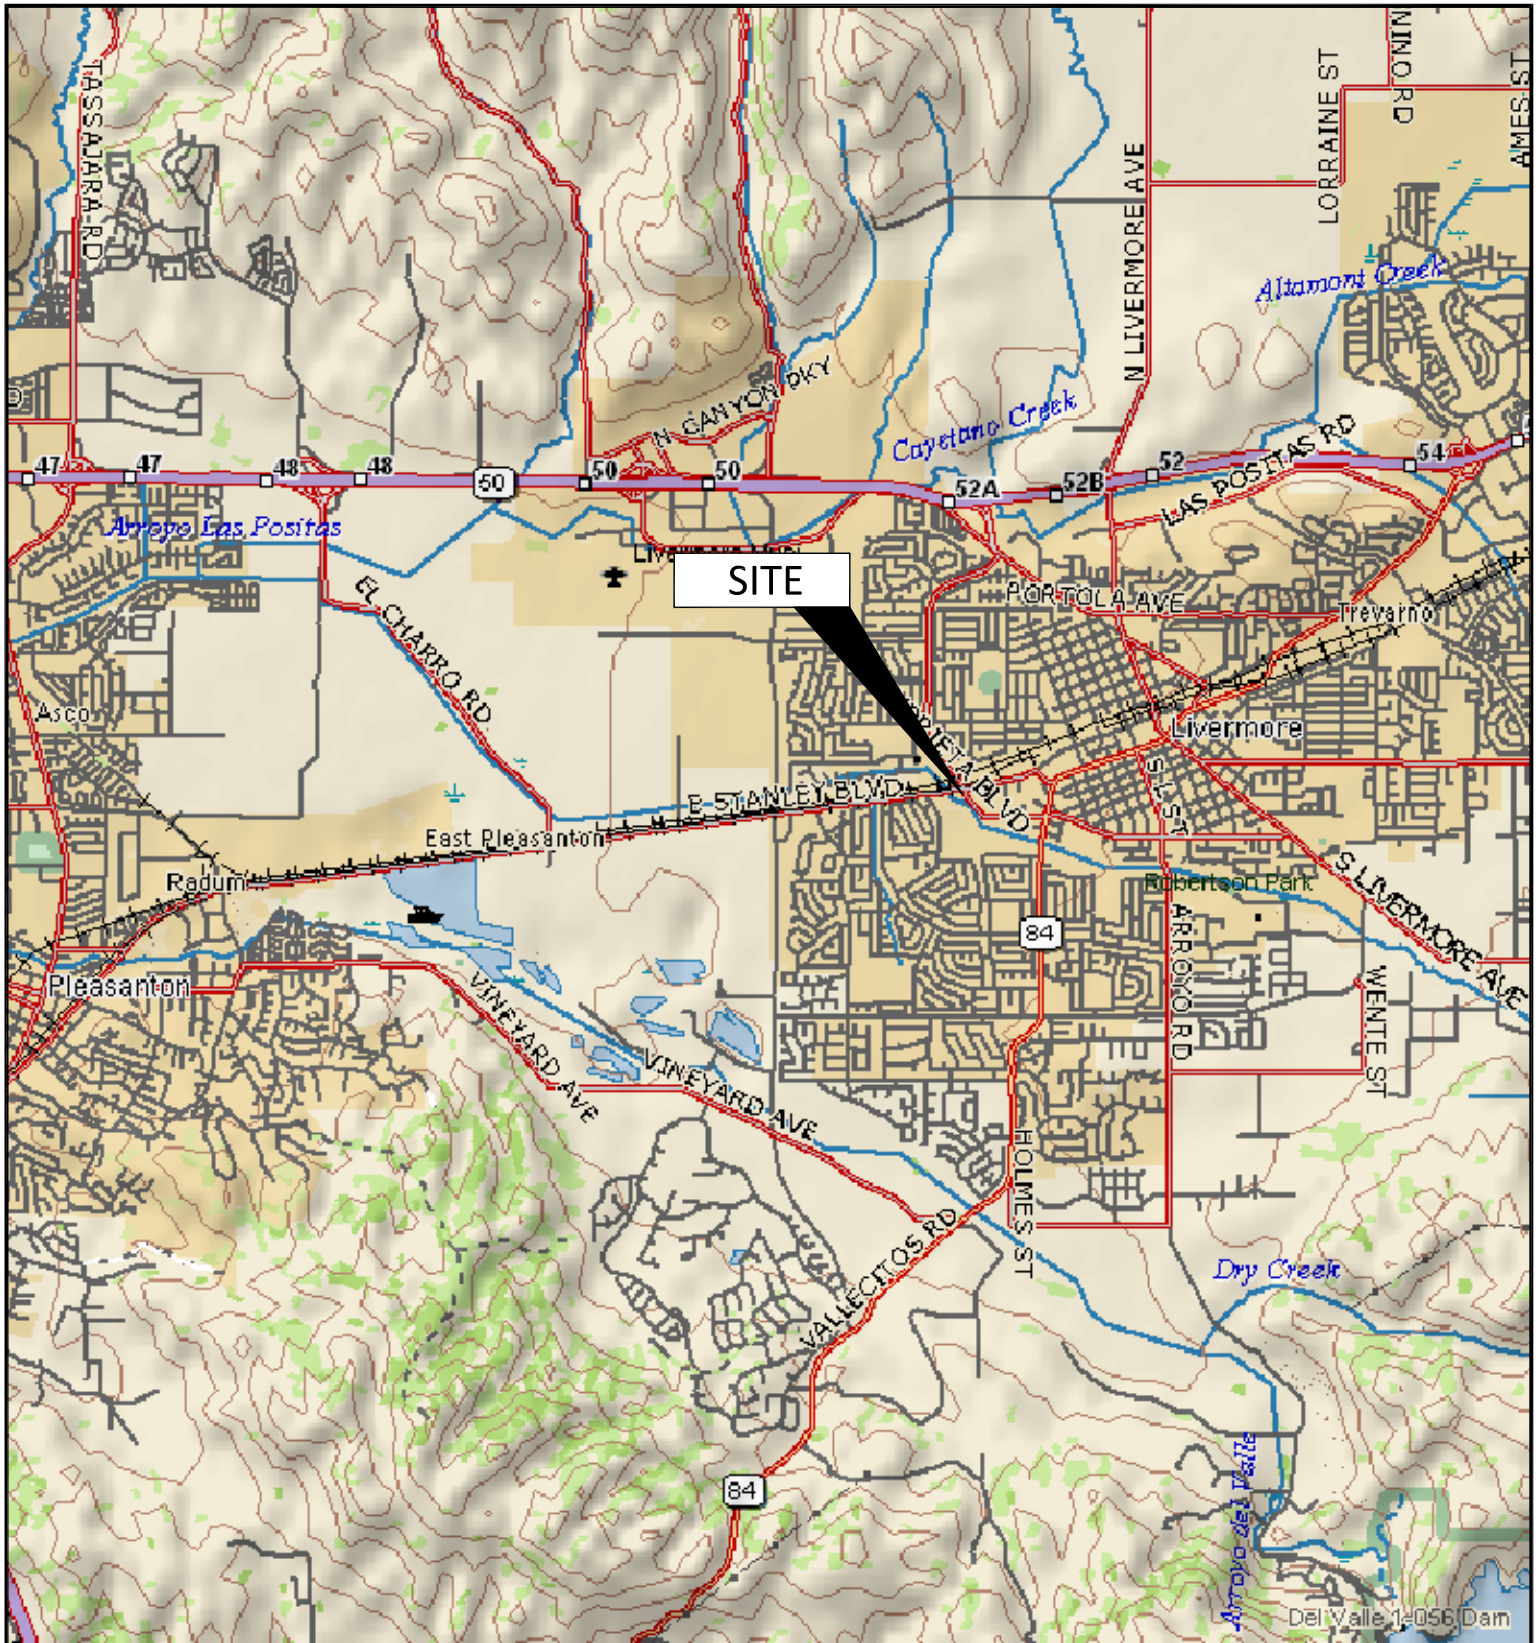 TASSAJARA RD
LORRAINE ST
AMES ST
N LIVERMORE AVE
Altamont Creek
N CANYON PKY
Cayetano Creek
47
47
48
48
50
50
50
52A
52B
52
54
LAS POSITAS RD
Arroyo Las Positas
SITE
EL CHARRO RD
PORTOLA AVE
Trevarno
Asco
Livermore
E STANLEY BLVD
BLVD
S L ST
East Pleasanton
Radum
Robertson Park
S LIVERMORE AVE
84
ARROYO RD
WENTE ST
Pleasanton
VINEYARD AVE
VINEYARD AVE
HOLMES ST
VALLECITOS RD
Dry Creek
84
Arroyo del Valle
Del Valle 1-056 Dam